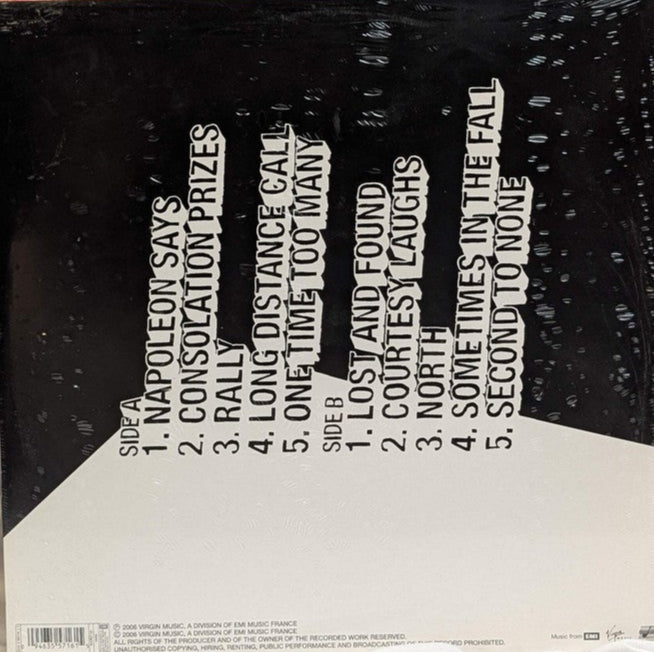 SIDE A
1. NAPOLEON SAYS
2. CONSOLATION PRIZES
3. RALLY
4. LONG DISTANCE CALL
5. ONE TIME TOO MANY
SIDE B
1. LOST AND FOUND
2. COURTESY LAUGHS
3. NORTH
4. SOMETIMES IN THE FALL
5. SECOND TO NONE
℗ 2006 VIRGIN MUSIC, A DIVISION OF EMI MUSIC FRANCE
© 2006 VIRGIN MUSIC, A DIVISION OF EMI MUSIC FRANCE
ALL RIGHTS OF THE PRODUCER AND OF THE OWNER OF THE RECORDED WORK RESERVED.
UNAUTHORISED COPYING, HIRING, RENTING, PUBLIC PERFORMANCE AND BROADCASTING OF THIS RECORD PROHIBITED.
Music from EMI
Virgin